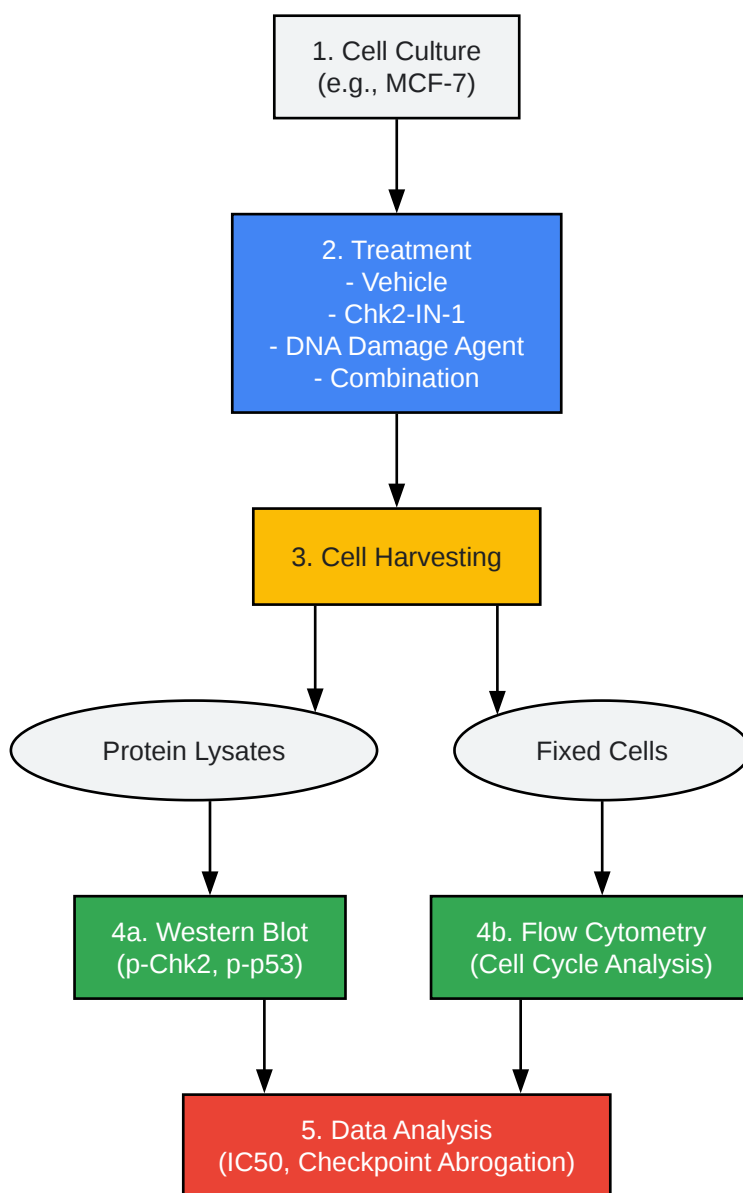 1. Cell Culture
(e.g., MCF-7)
2. Treatment
- Vehicle
- Chk2-IN-1
- DNA Damage Agent
- Combination
3. Cell Harvesting
Protein Lysates
Fixed Cells
4a. Western Blot
(p-Chk2, p-p53)
4b. Flow Cytometry
(Cell Cycle Analysis)
5. Data Analysis
(IC50, Checkpoint Abrogation)